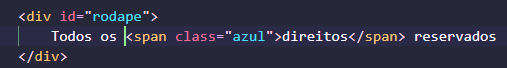 <div id="rodape">
Todos os <span class="azul">direitos</span> reservados
</div>